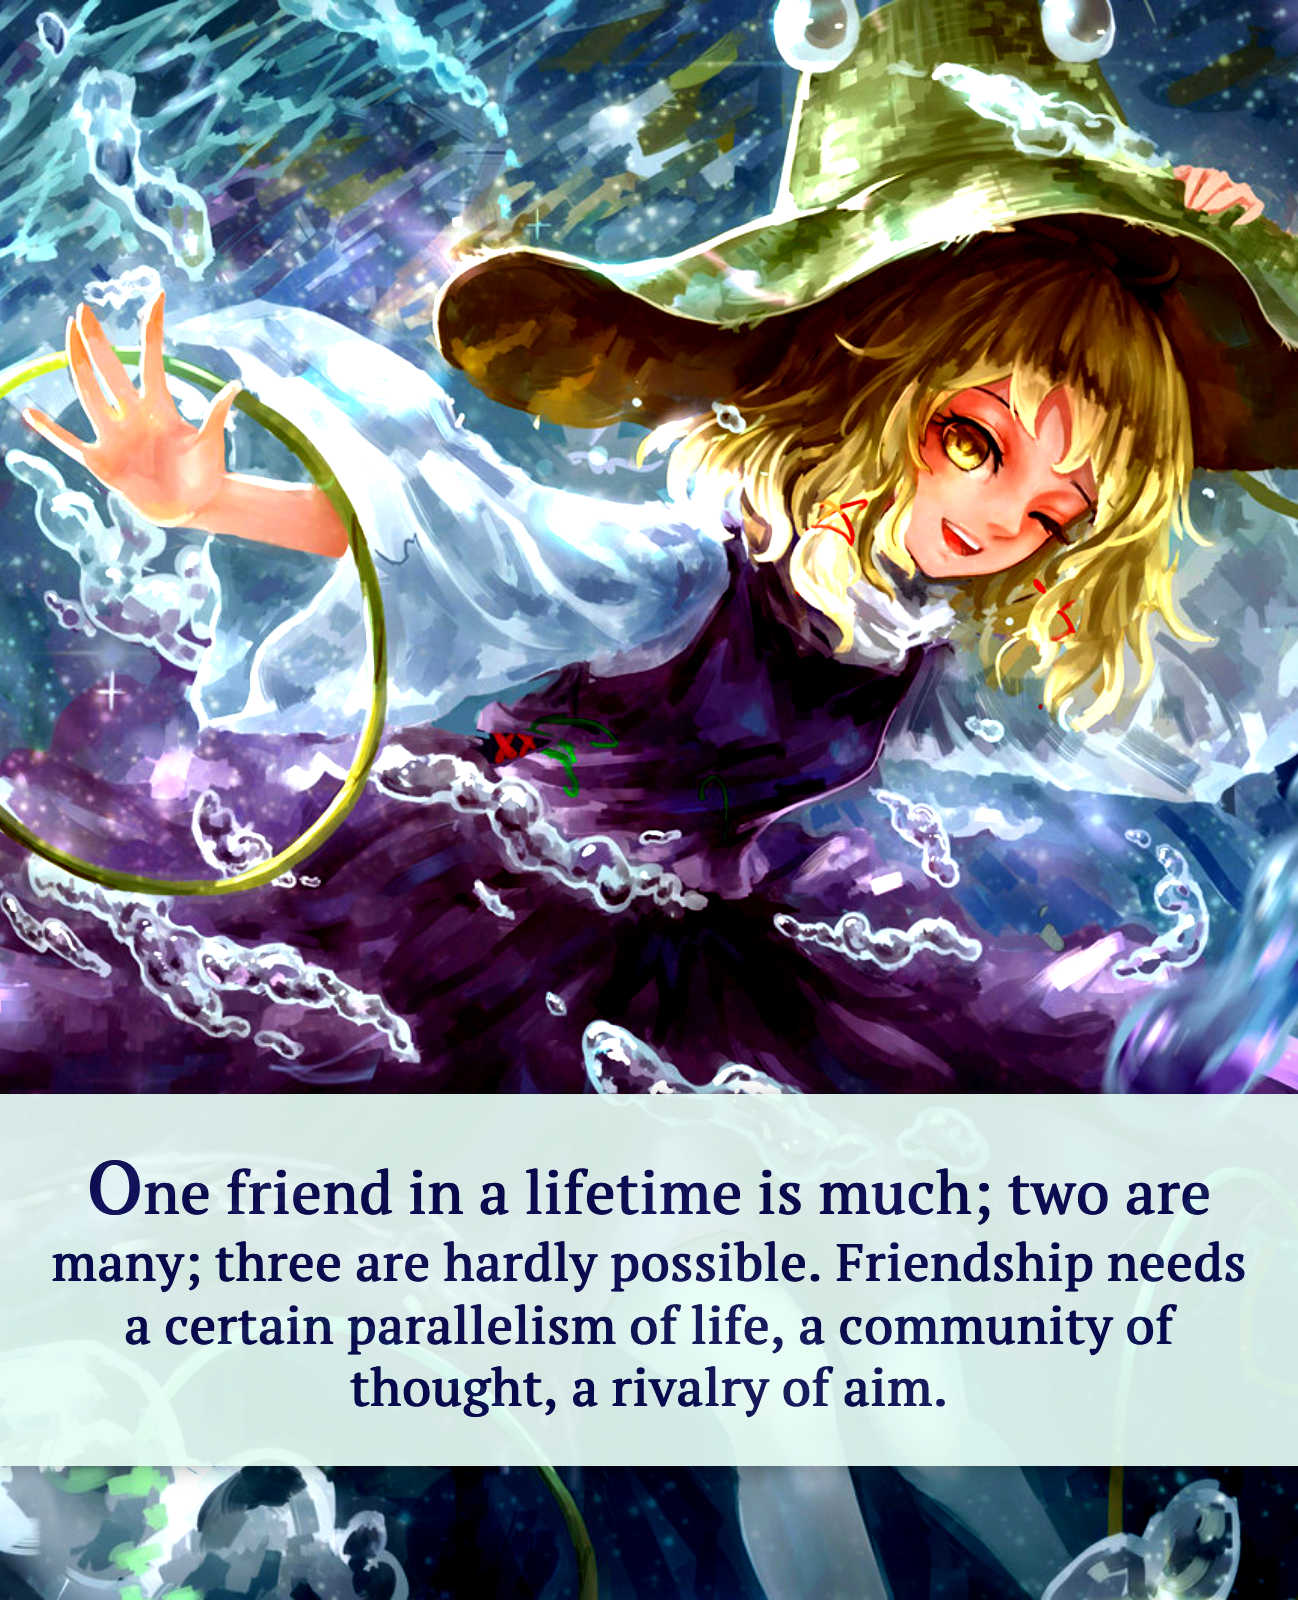 One friend in a lifetime is much; two are
many; three are hardly possible. Friendship needs
a certain parallelism of life, a community of
thought, a rivalry of aim.